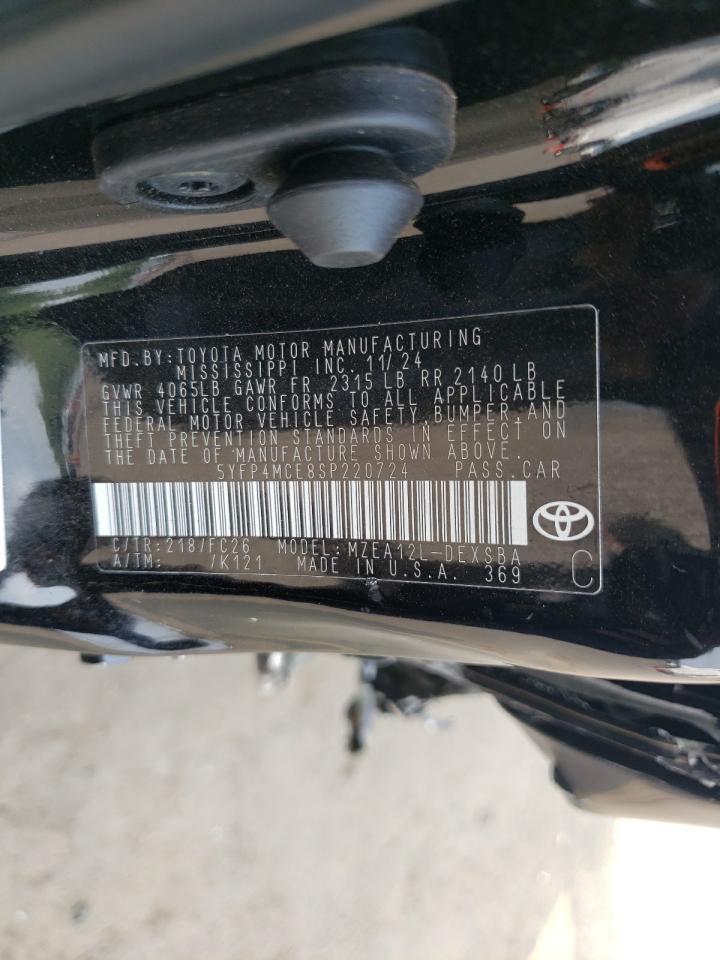 MFD. BY: TOYOTA MOTOR MANUFACTURING
MISSISSIPPI INC. 11/24
GVWR 4065LB GAWR FR 2315 LB RR 2140 LB
THIS VEHICLE CONFORMS TO ALL APPLICABLE
FEDERAL MOTOR VEHICLE SAFETY, BUMPER, AND
THEFT PREVENTION STANDARDS IN EFFECT ON
THE DATE OF MANUFACTURE SHOWN ABOVE.
5YFP4MCE8SP220724 PASS. CAR
C/TR: 218/FC26 MODEL: MZEA12L-DEXSBA
A/TM: /K121 MADE IN U.S.A. 369 C